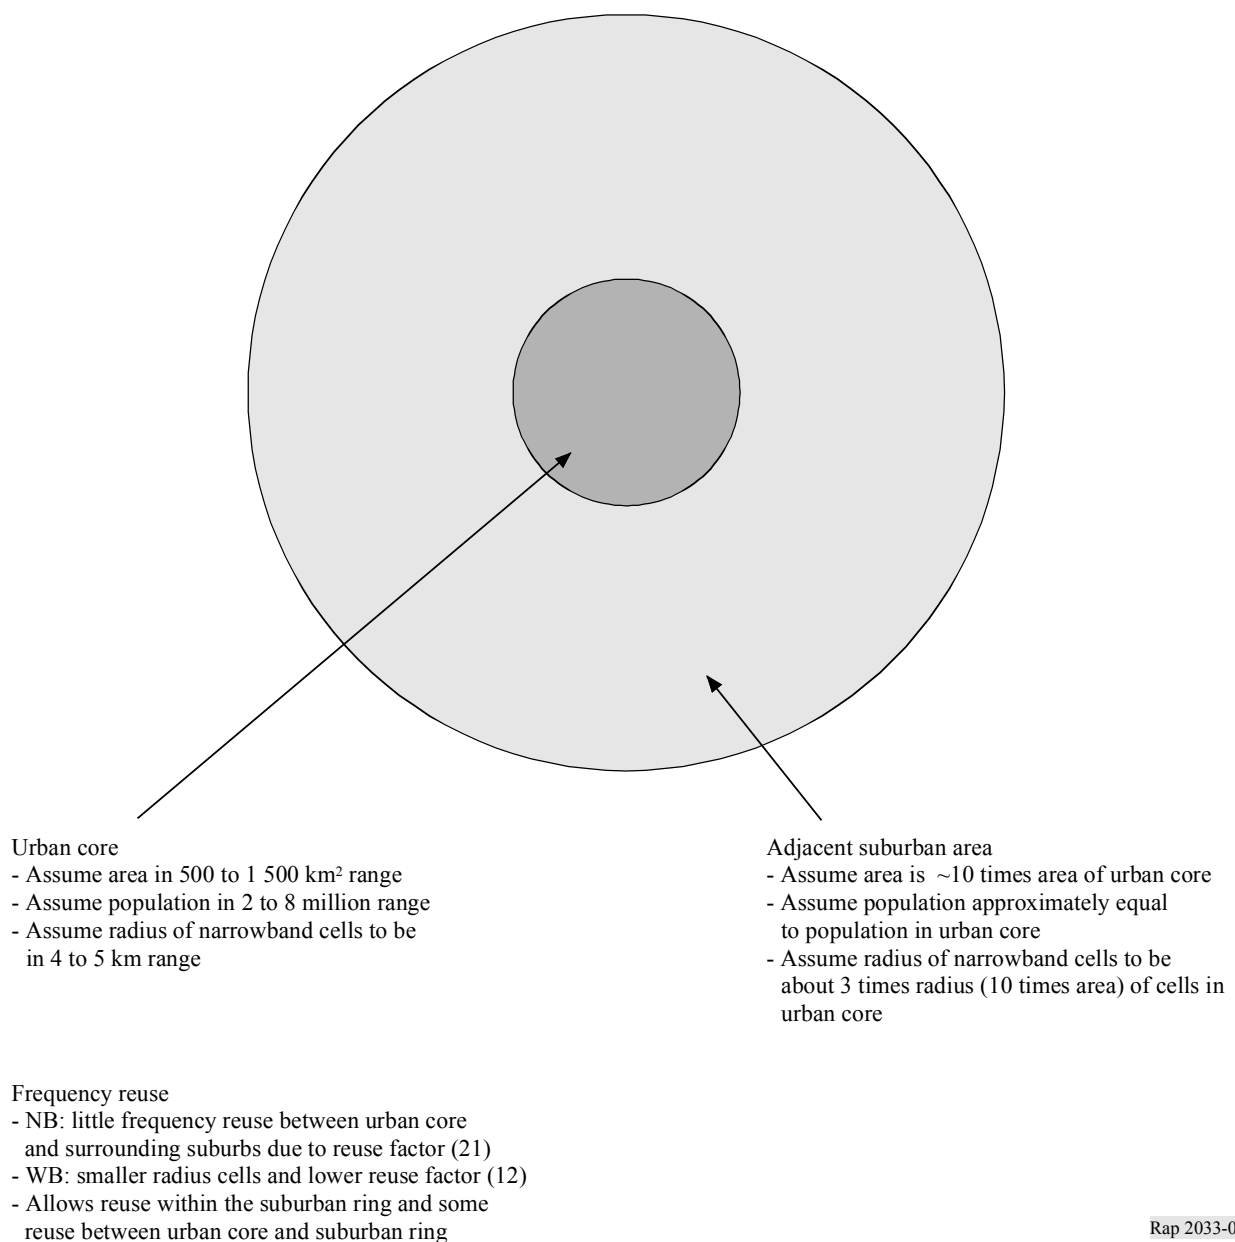 Urban core
- Assume area in 500 to 1 500 km² range
- Assume population in 2 to 8 million range
- Assume radius of narrowband cells to be
in 4 to 5 km range
Adjacent suburban area
- Assume area is ~10 times area of urban core
- Assume population approximately equal
to population in urban core
- Assume radius of narrowband cells to be
about 3 times radius (10 times area) of cells in
urban core
Frequency reuse
- NB: little frequency reuse between urban core
and surrounding suburbs due to reuse factor (21)
- WB: smaller radius cells and lower reuse factor (12)
- Allows reuse within the suburban ring and some
reuse between urban core and suburban ring
Rap 2033-0